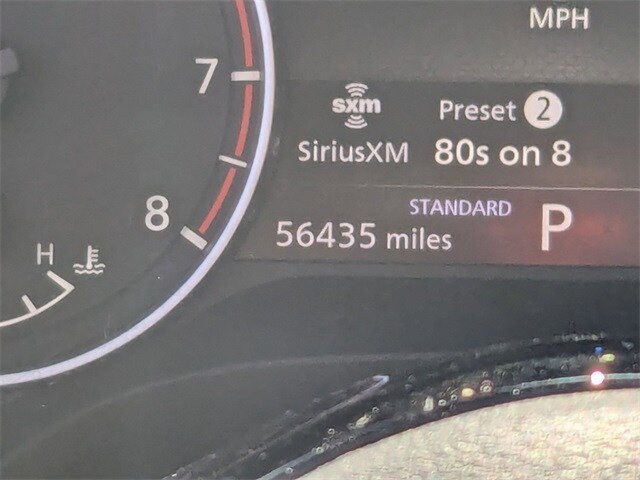 MPH
7
sxm Preset 2
SiriusXM 80s on 8
8
STANDARD P
56435 miles
H